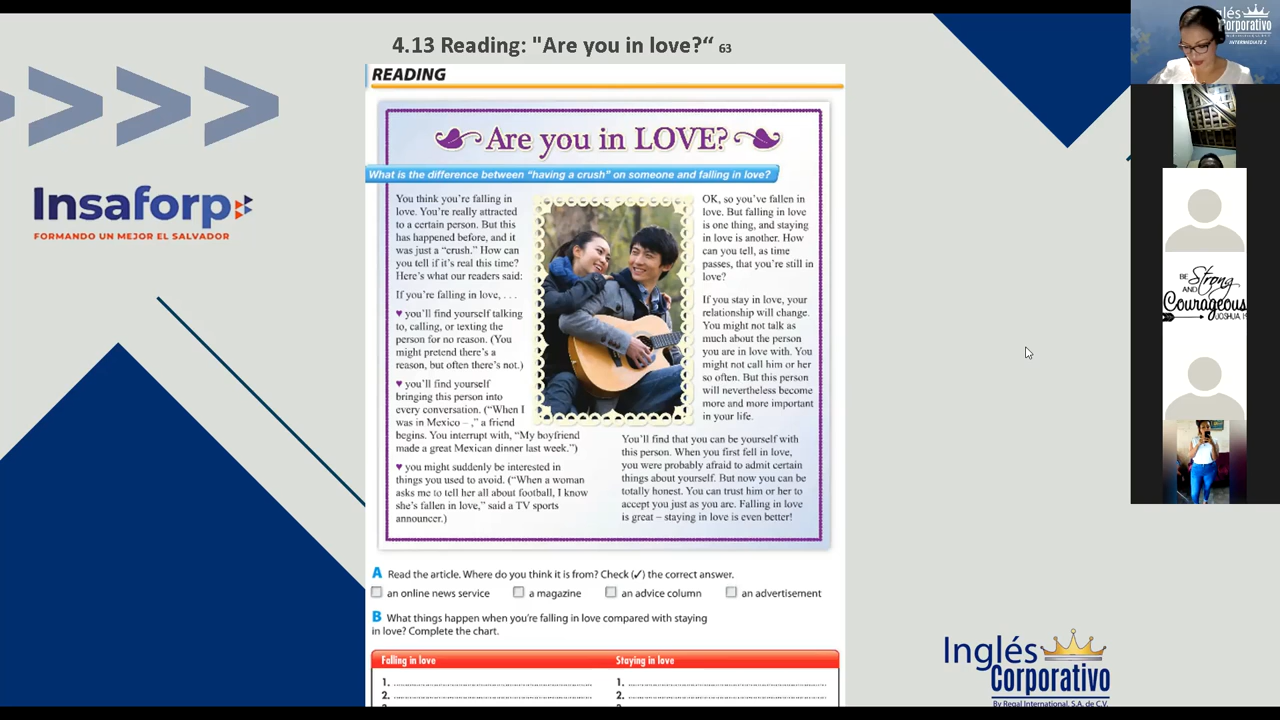 4.13 Reading: "Are you in love?“ 63
READING
Are you in LOVE?
What is the difference between “having a crush” on someone and falling in love?
You think you’re falling in
love. You’re really attracted
to a certain person. But this
has happened before, and it
was just a “crush.” How can
you tell if it’s real this time?
Here’s what our readers said:
If you’re falling in love, . . .
♥ you’ll find yourself talking
to, calling, or texting the
person for no reason. (You
might pretend there’s a
reason, but often there’s not.)
♥ you’ll find yourself
bringing this person into
every conversation. (“When I
was in Mexico – ,” a friend
begins. You interrupt with, “My boyfriend
made a great Mexican dinner last week.”)
♥ you might suddenly be interested in
things you used to avoid. (“When a woman
asks me to tell her all about football, I know
she’s fallen in love,” said a TV sports
announcer.)
OK, so you’ve fallen in
love. But falling in love
is one thing, and staying
in love is another. How
can you tell, as time
passes, that you’re still in
love?
If you stay in love, your
relationship will change.
You might not talk as
much about the person
you are in love with. You
might not call him or her
so often. But this person
will nevertheless become
more and more important
in your life.
You’ll find that you can be yourself with
this person. When you first fell in love,
you were probably afraid to admit certain
things about yourself. But now you can be
totally honest. You can trust him or her to
accept you just as you are. Falling in love
is great – staying in love is even better!
A Read the article. Where do you think it is from? Check (✓) the correct answer.
an online news service a magazine an advice column an advertisement
B What things happen when you’re falling in love compared with staying
in love? Complete the chart.
Falling in love Staying in love
1. 1.
2. 2.
Insaforp
FORMANDO UN MEJOR EL SALVADOR
Inglés
Corporativo
By Regal International, S.A. de C.V.
Inglés
Corporativo
INTERMEDIATE 2
BE
Strong
AND
Courageous